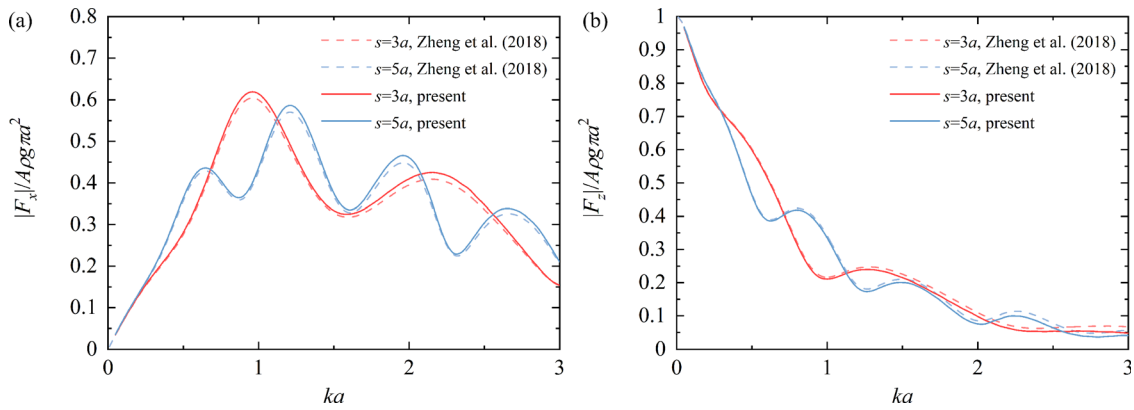 (a)
0.8
0.7
0.6
0.5
0.4
0.3
0.2
0.1
0
|Fₓ|/Aρgπa²
s=3a, Zheng et al. (2018)
s=5a, Zheng et al. (2018)
s=3a, present
s=5a, present
0 1 2 3
ka
(b)
1
0.9
0.8
0.7
0.6
0.5
0.4
0.3
0.2
0.1
0
|F_z|/Aρgπa²
s=3a, Zheng et al. (2018)
s=5a, Zheng et al. (2018)
s=3a, present
s=5a, present
0 1 2 3
ka